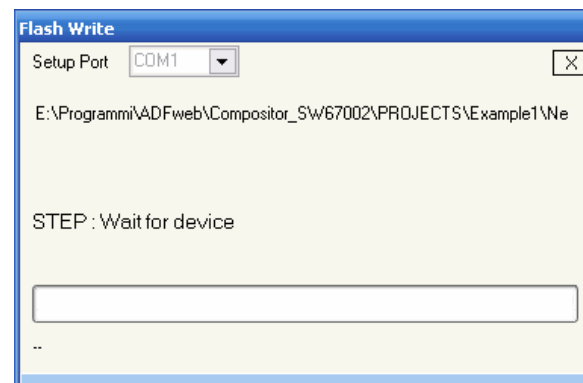 Flash Write
Setup Port COM1
X
E:\Programmi\ADFweb\Compositor_SW67002\PROJECTS\Example1\Ne
STEP : Wait for device
--